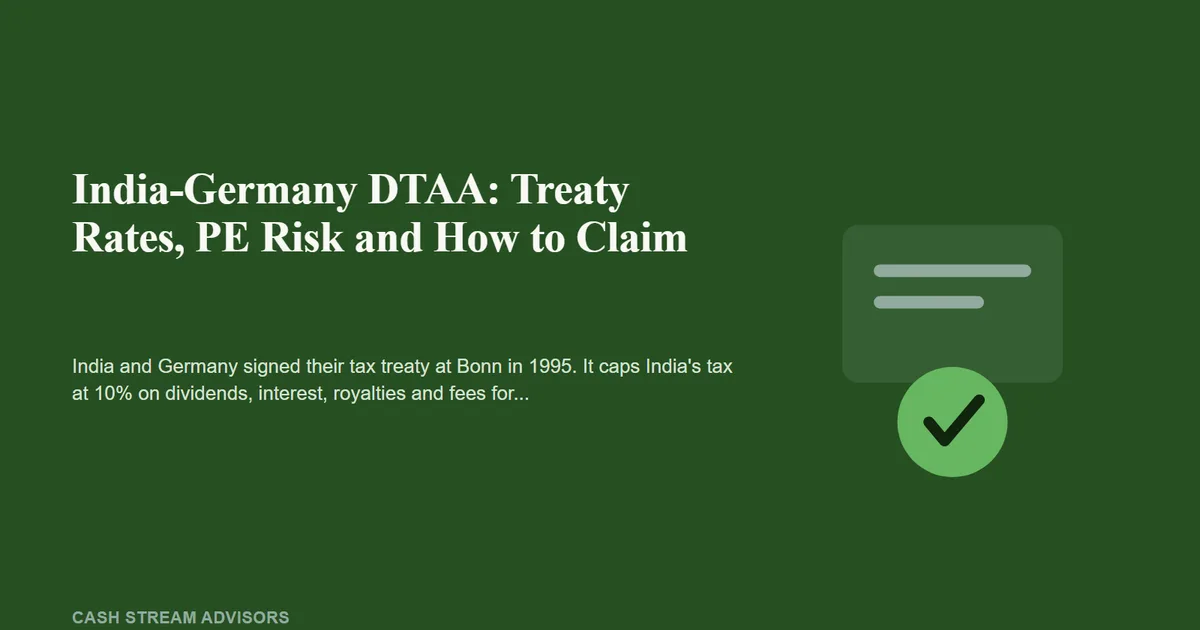 India-Germany DTAA: Treaty
Rates, PE Risk and How to Claim
India and Germany signed their tax treaty at Bonn in 1995. It caps India's tax
at 10% on dividends, interest, royalties and fees for...
CASH STREAM ADVISORS